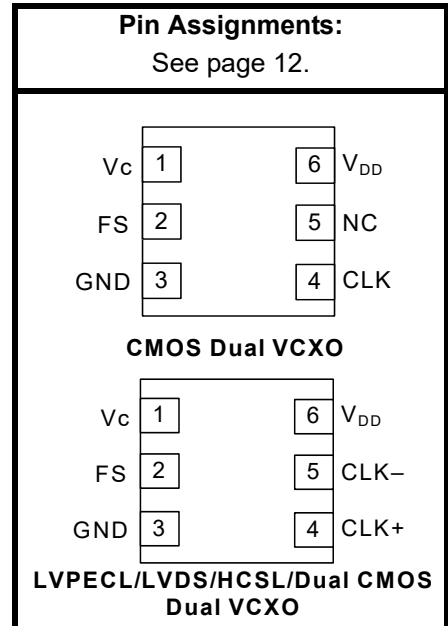 Pin Assignments:
See page 12.
Vc 1 6 VDD
FS 2 5 NC
GND 3 4 CLK
CMOS Dual VCXO
Vc 1 6 VDD
FS 2 5 CLK–
GND 3 4 CLK+
LVPECL/LVDS/HCSL/Dual CMOS
Dual VCXO